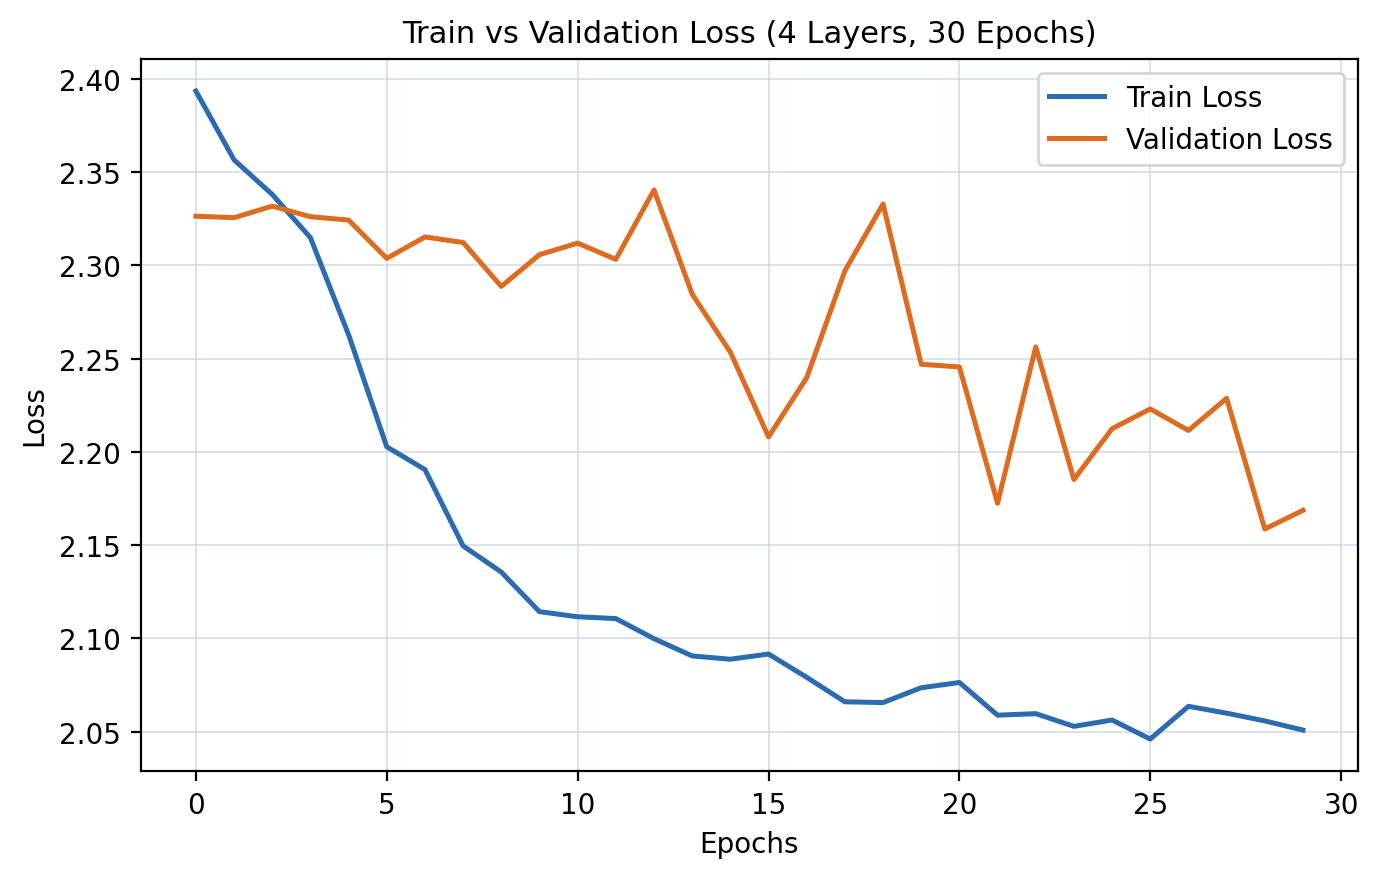 Train vs Validation Loss (4 Layers, 30 Epochs)
Train Loss
Validation Loss
Loss
2.40
2.35
2.30
2.25
2.20
2.15
2.10
2.05
0 5 10 15 20 25 30
Epochs